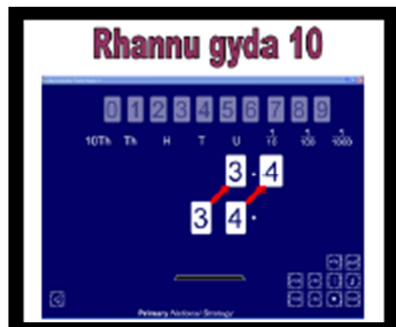 Rhannu gyda 10
0 1 2 3 4 5 6 7 8 9
10Th Th H T U 1/10 1/100 1/1000
3 . 4
3 4 .
Primary National Strategy